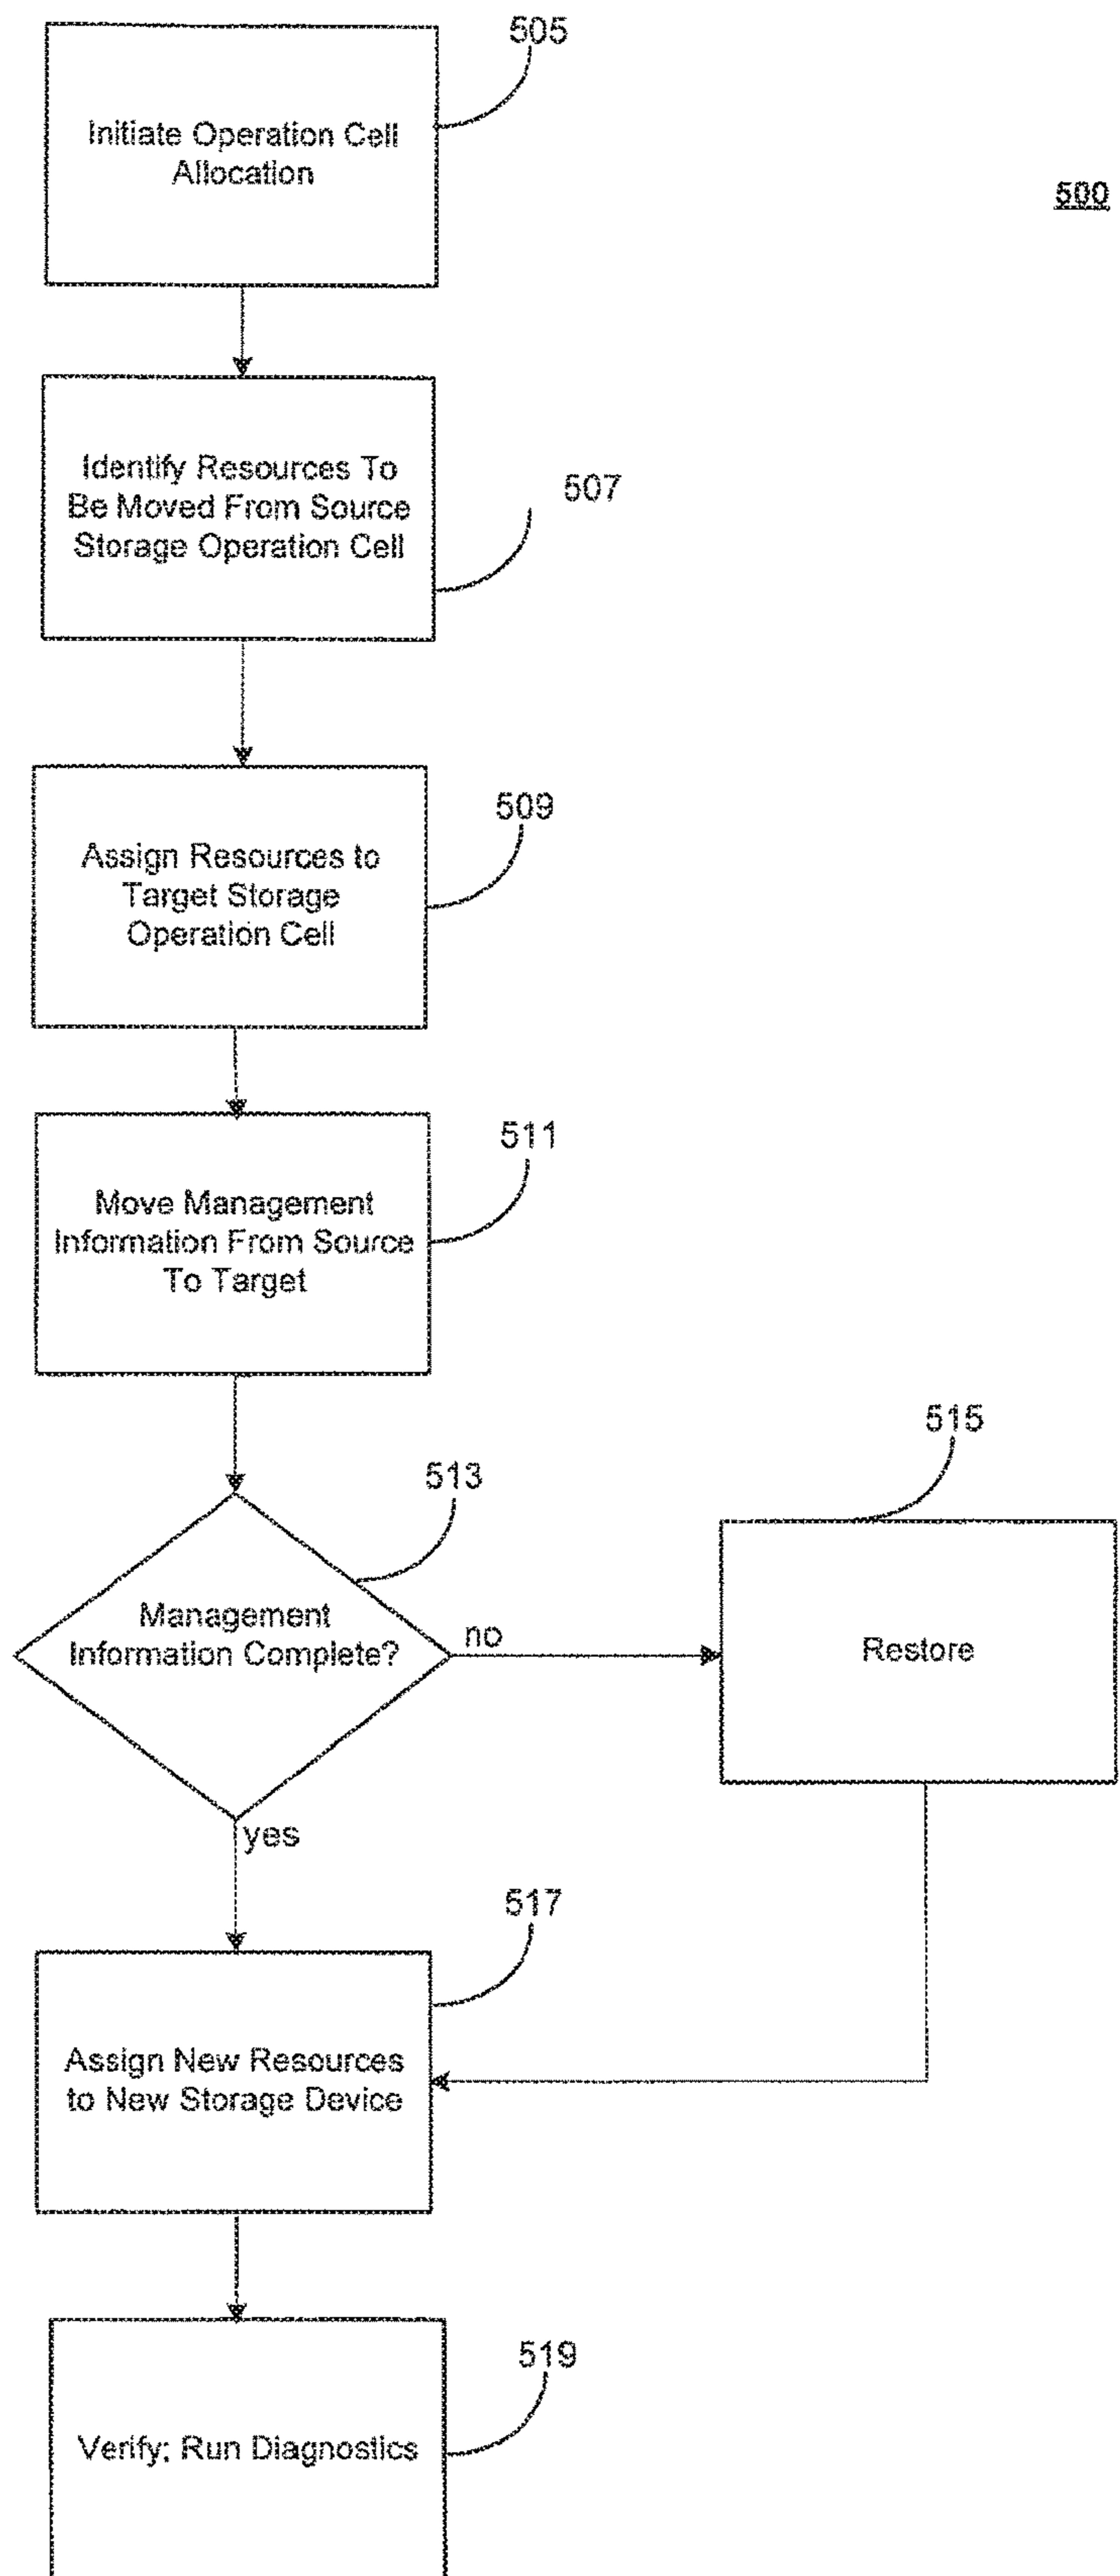 505
Initiate Operation Cell
Allocation
500
Identify Resources To
Be Moved From Source
Storage Operation Cell
507
509
Assign Resources to
Target Storage
Operation Cell
511
Move Management
Information From Source
To Target
515
513
Management
Information Complete?
no
Restore
yes
517
Assign New Resources
to New Storage Device
519
Verify; Run Diagnostics